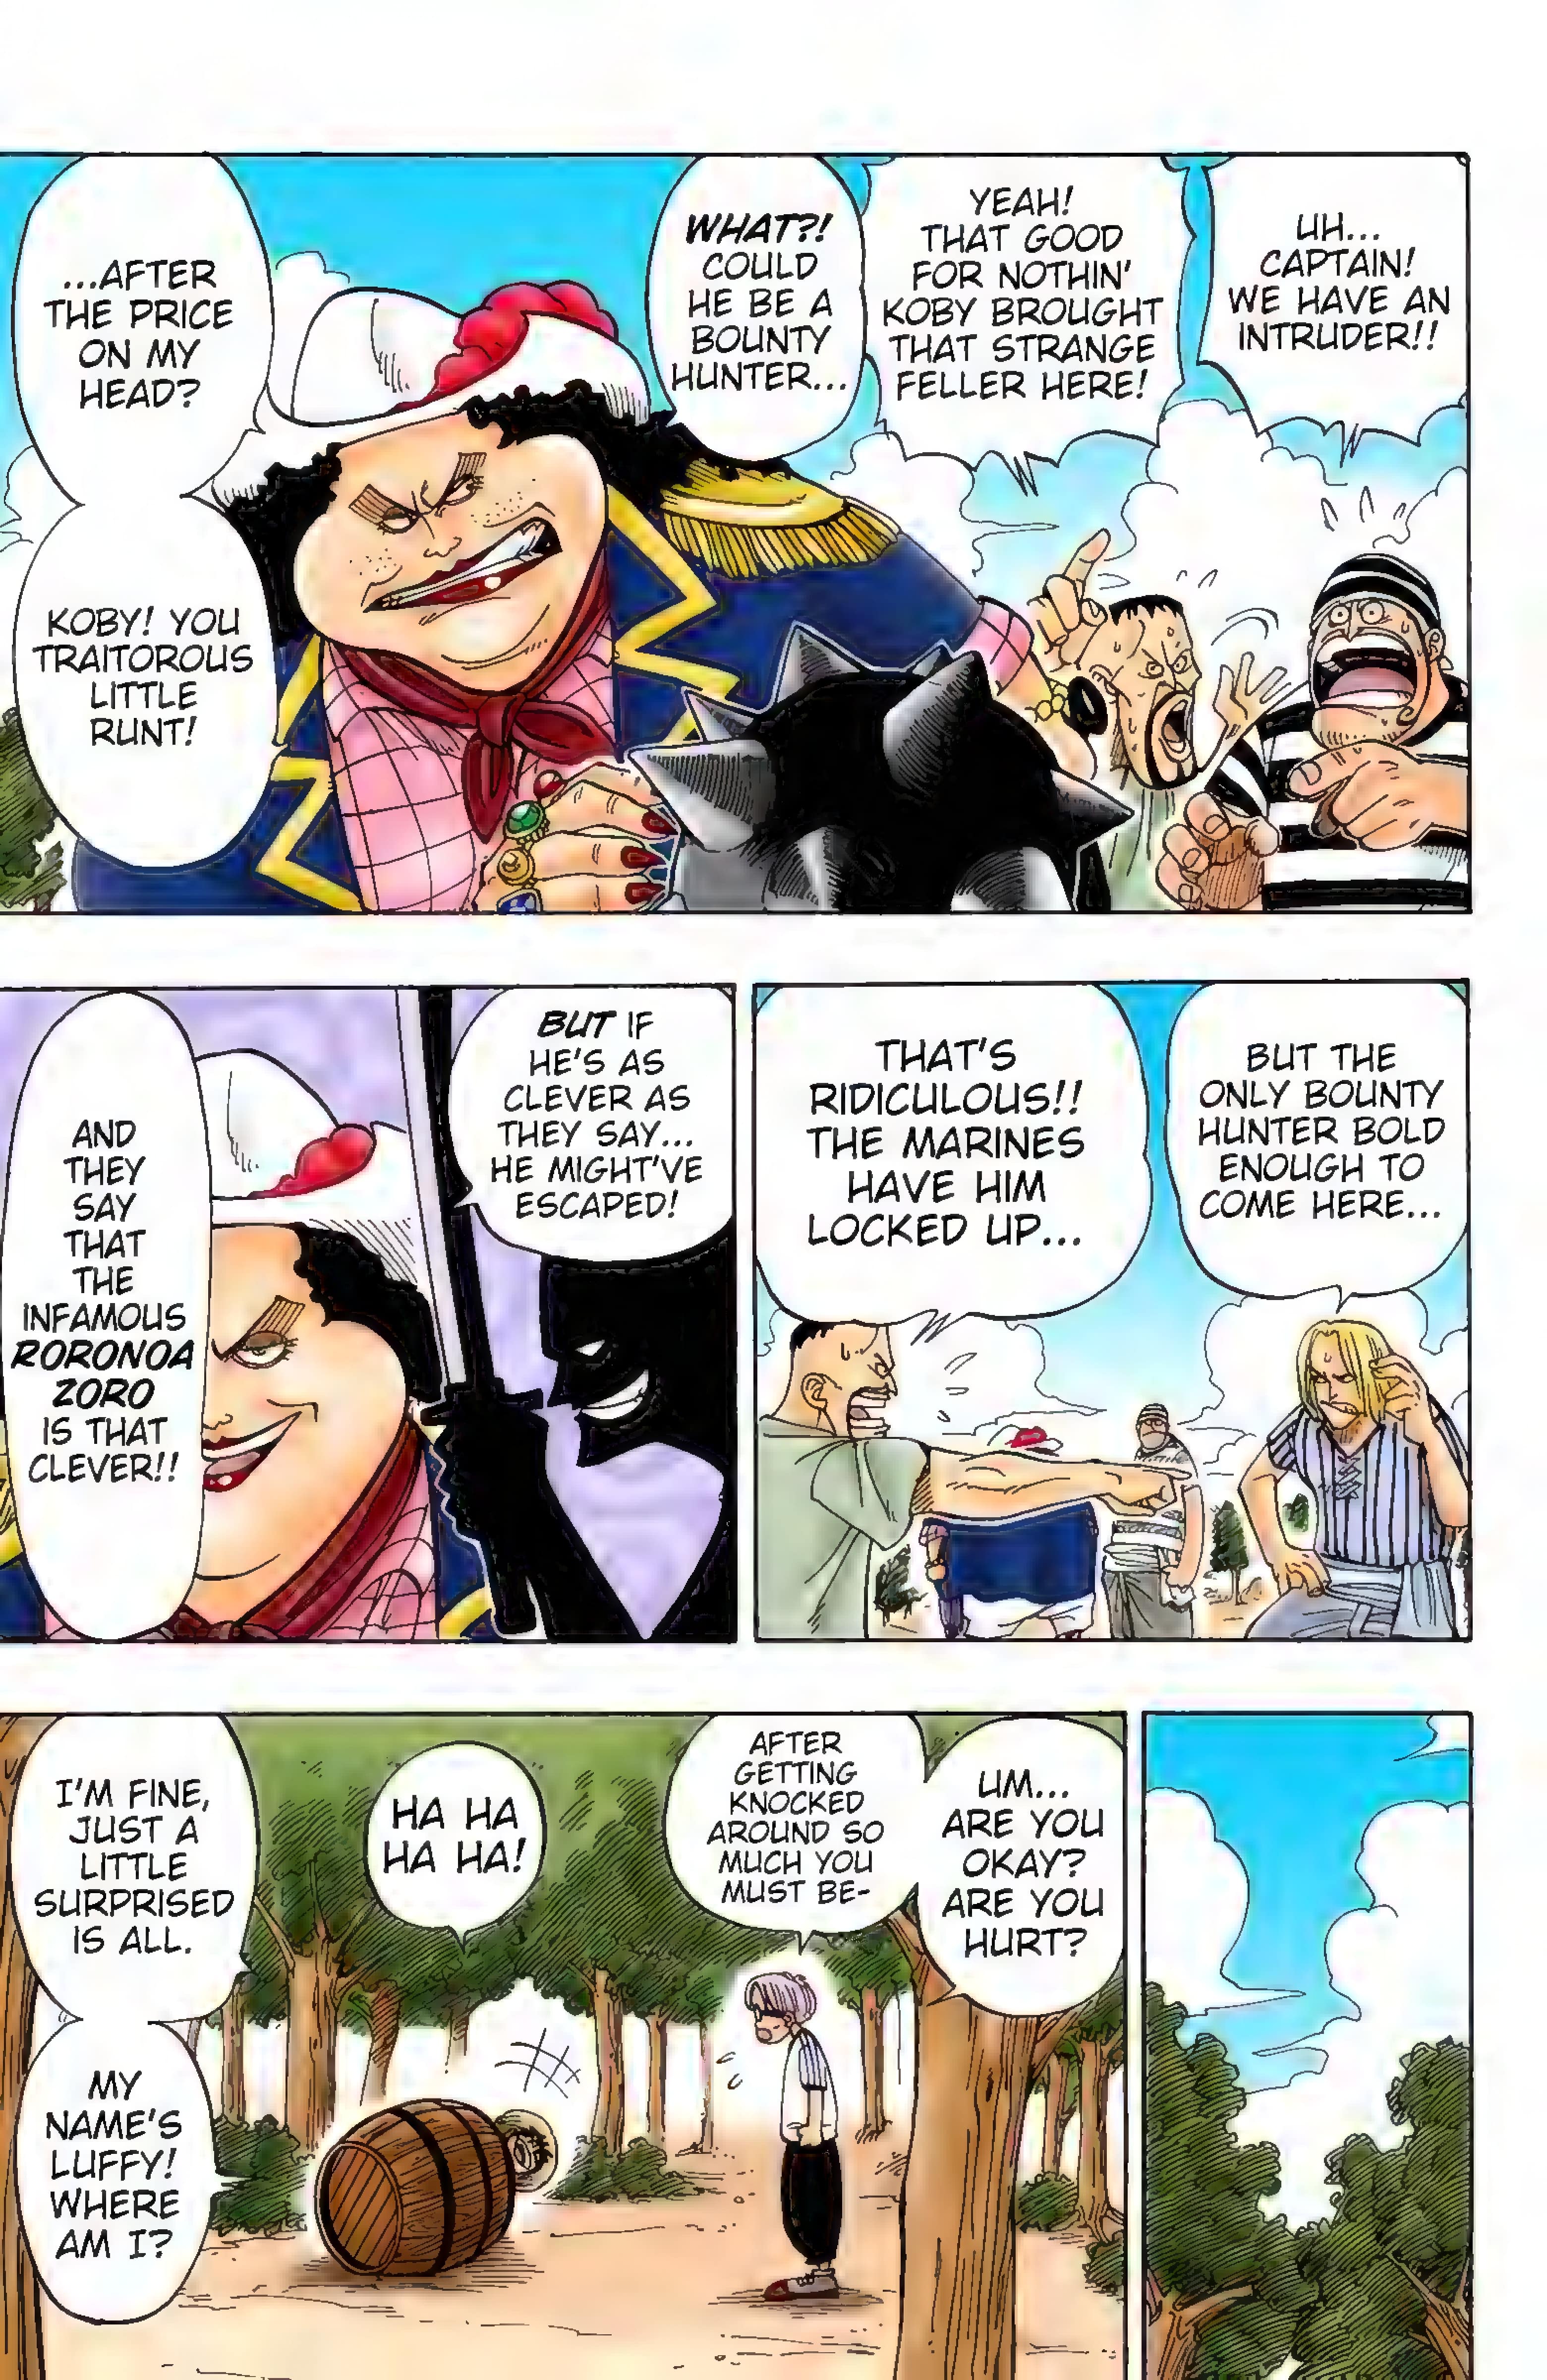 UH...
CAPTAIN!
WE HAVE AN
INTRUDER!!
YEAH!
THAT GOOD
FOR NOTHIN'
KOBY BROUGHT
THAT STRANGE
FELLER HERE!
WHAT?!
COULD
HE BE A
BOUNTY
HUNTER...
...AFTER
THE PRICE
ON MY
HEAD?
KOBY! YOU
TRAITOROUS
LITTLE
RUNT!
BUT THE
ONLY BOUNTY
HUNTER BOLD
ENOUGH TO
COME HERE...
THAT'S
RIDICULOUS!!
THE MARINES
HAVE HIM
LOCKED UP...
BUT IF
HE'S AS
CLEVER AS
THEY SAY...
HE MIGHT'VE
ESCAPED!
AND
THEY
SAY
THAT
THE
INFAMOUS
RORONOA
ZORO
IS THAT
CLEVER!!
UM...
ARE YOU
OKAY?
ARE YOU
HURT?
AFTER
GETTING
KNOCKED
AROUND SO
MUCH YOU
MUST BE-
HA HA
HA HA!
I'M FINE,
JUST A
LITTLE
SURPRISED
IS ALL.
MY
NAME'S
LUFFY!
WHERE
AM I?